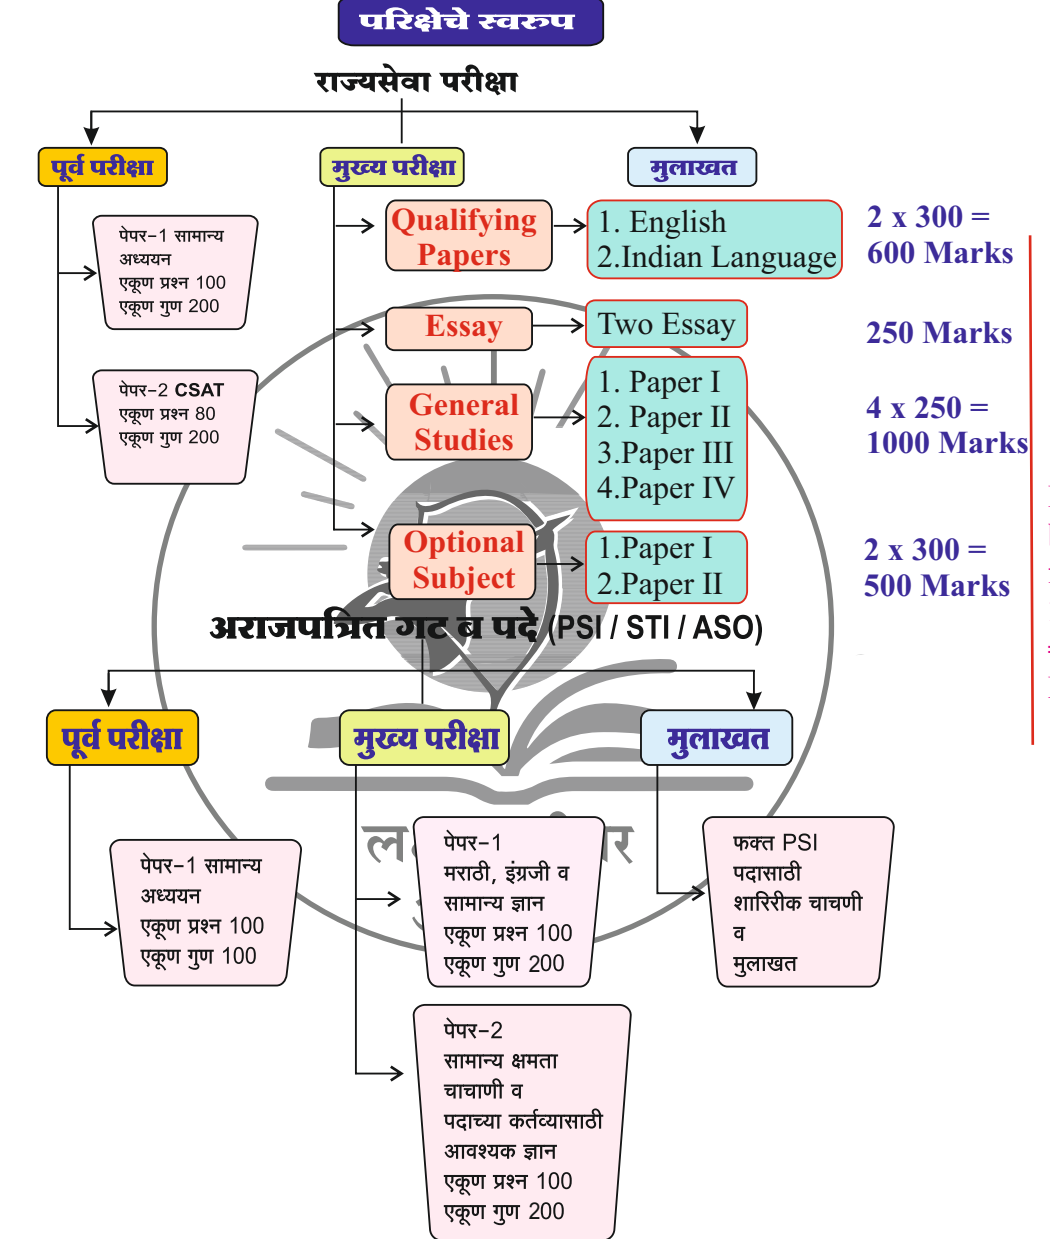 परिक्षेचे स्वरुप
राज्यसेवा परीक्षा
पूर्व परीक्षा
मुख्य परीक्षा
मुलाखत
पेपर–1 सामान्य
अध्ययन
एकूण प्रश्न 100
एकूण गुण 200
पेपर–2 CSAT
एकूण प्रश्न 80
एकूण गुण 200
Qualifying
Papers
1. English
2.Indian Language
2 x 300 =
600 Marks
Essay
Two Essay
250 Marks
General
Studies
1. Paper I
2. Paper II
3.Paper III
4.Paper IV
4 x 250 =
1000 Marks
Optional
Subject
1.Paper I
2.Paper II
2 x 300 =
500 Marks
अराजपत्रित गट ब पदे (PSI / STI / ASO)
पूर्व परीक्षा
मुख्य परीक्षा
मुलाखत
पेपर–1 सामान्य
अध्ययन
एकूण प्रश्न 100
एकूण गुण 100
पेपर–1
मराठी, इंग्रजी व
सामान्य ज्ञान
एकूण प्रश्न 100
एकूण गुण 200
पेपर–2
सामान्य क्षमता
चाचाणी व
पदाच्या कर्तव्यासाठी
आवश्यक ज्ञान
एकूण प्रश्न 100
एकूण गुण 200
फक्त PSI
पदासाठी
शारिरीक चाचणी
व
मुलाखत